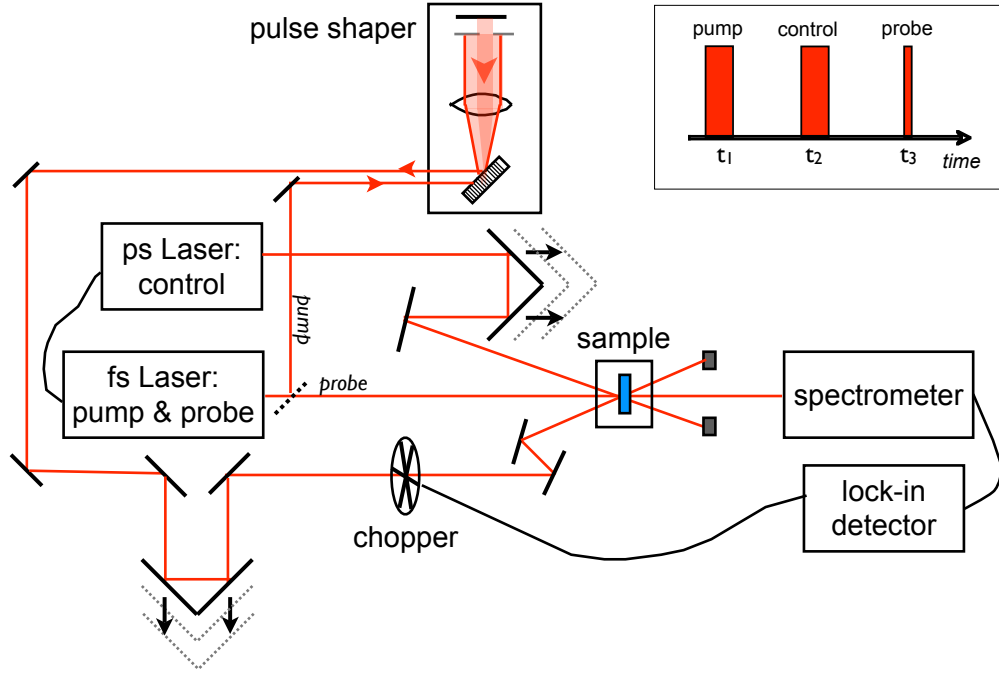 pulse shaper
pump control probe
t1 t2 t3 time
ps Laser:
control
pump
fs Laser:
pump & probe
probe
sample
spectrometer
chopper
lock-in
detector